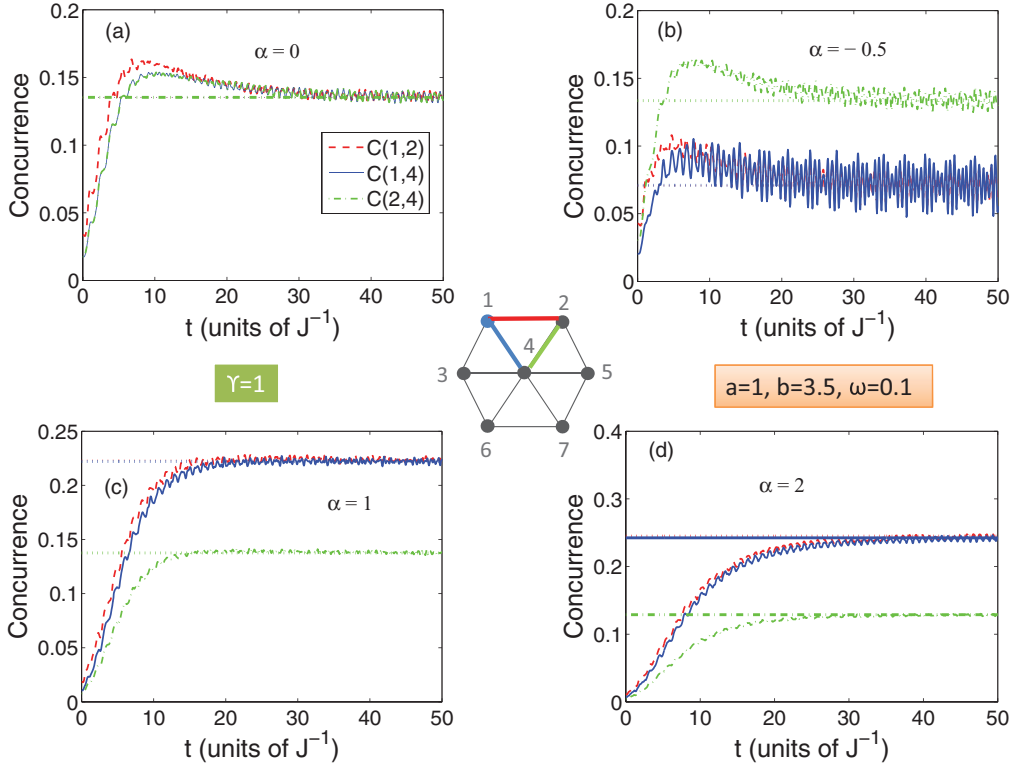 (a)
α = 0
Concurrence
0.2
0.15
0.1
0.05
0
C(1,2)
C(1,4)
C(2,4)
0 10 20 30 40 50
t (units of J⁻¹)
(b)
α = − 0.5
Concurrence
0.2
0.15
0.1
0.05
0
0 10 20 30 40 50
t (units of J⁻¹)
1 2
4
3 5
6 7
ϒ=1
a=1, b=3.5, ω=0.1
(c)
α = 1
Concurrence
0.25
0.2
0.15
0.1
0.05
0
0 10 20 30 40 50
t (units of J⁻¹)
(d)
α = 2
Concurrence
0.4
0.3
0.2
0.1
0
0 10 20 30 40 50
t (units of J⁻¹)